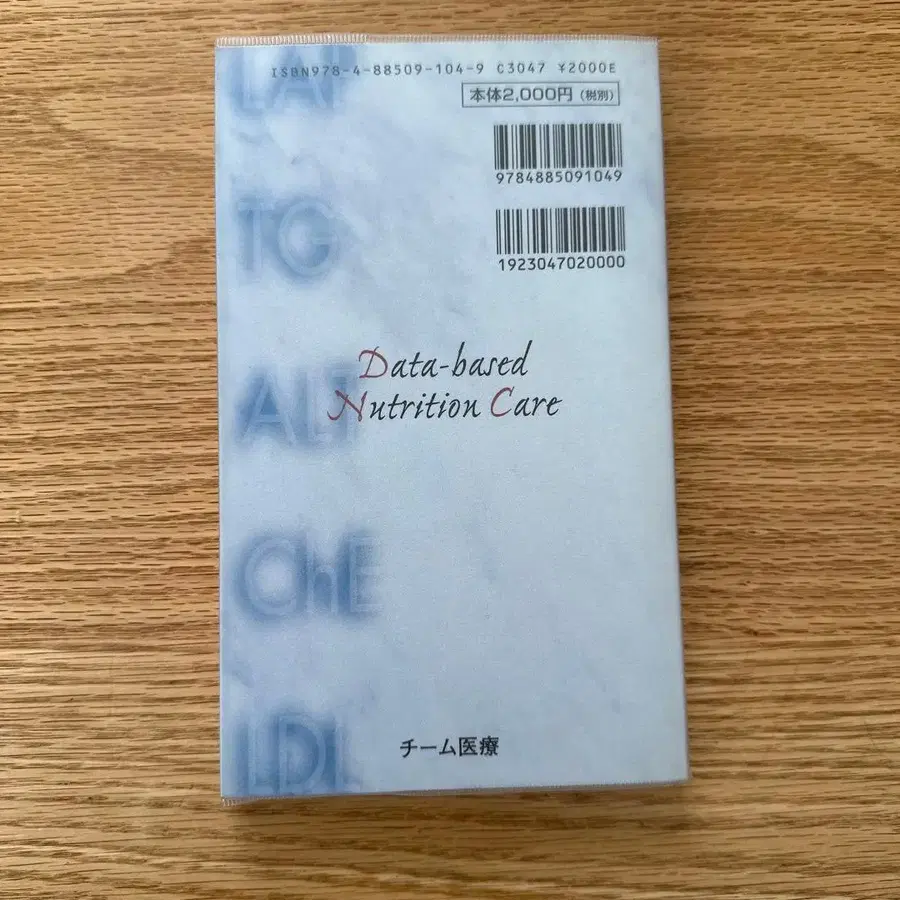 ISBN978-4-88509-104-9 C3047 ¥2000E
本体2,000円(税別)
9784885091049
1923047020000
LAP
TG
Data-based
Nutrition Care
ALT
ChE
LDL
チーム医療